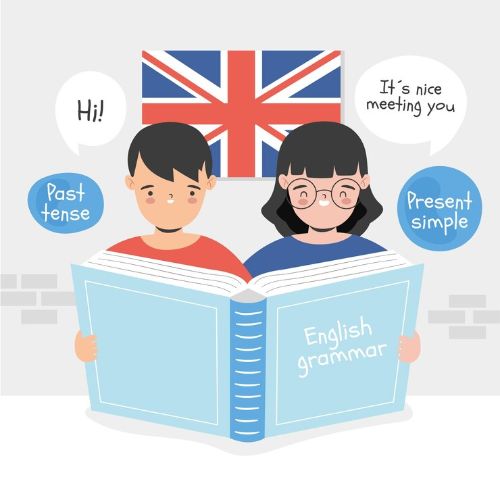 Hi!
It´s nice
meeting you
Past
tense
Present
simple
English
grammar